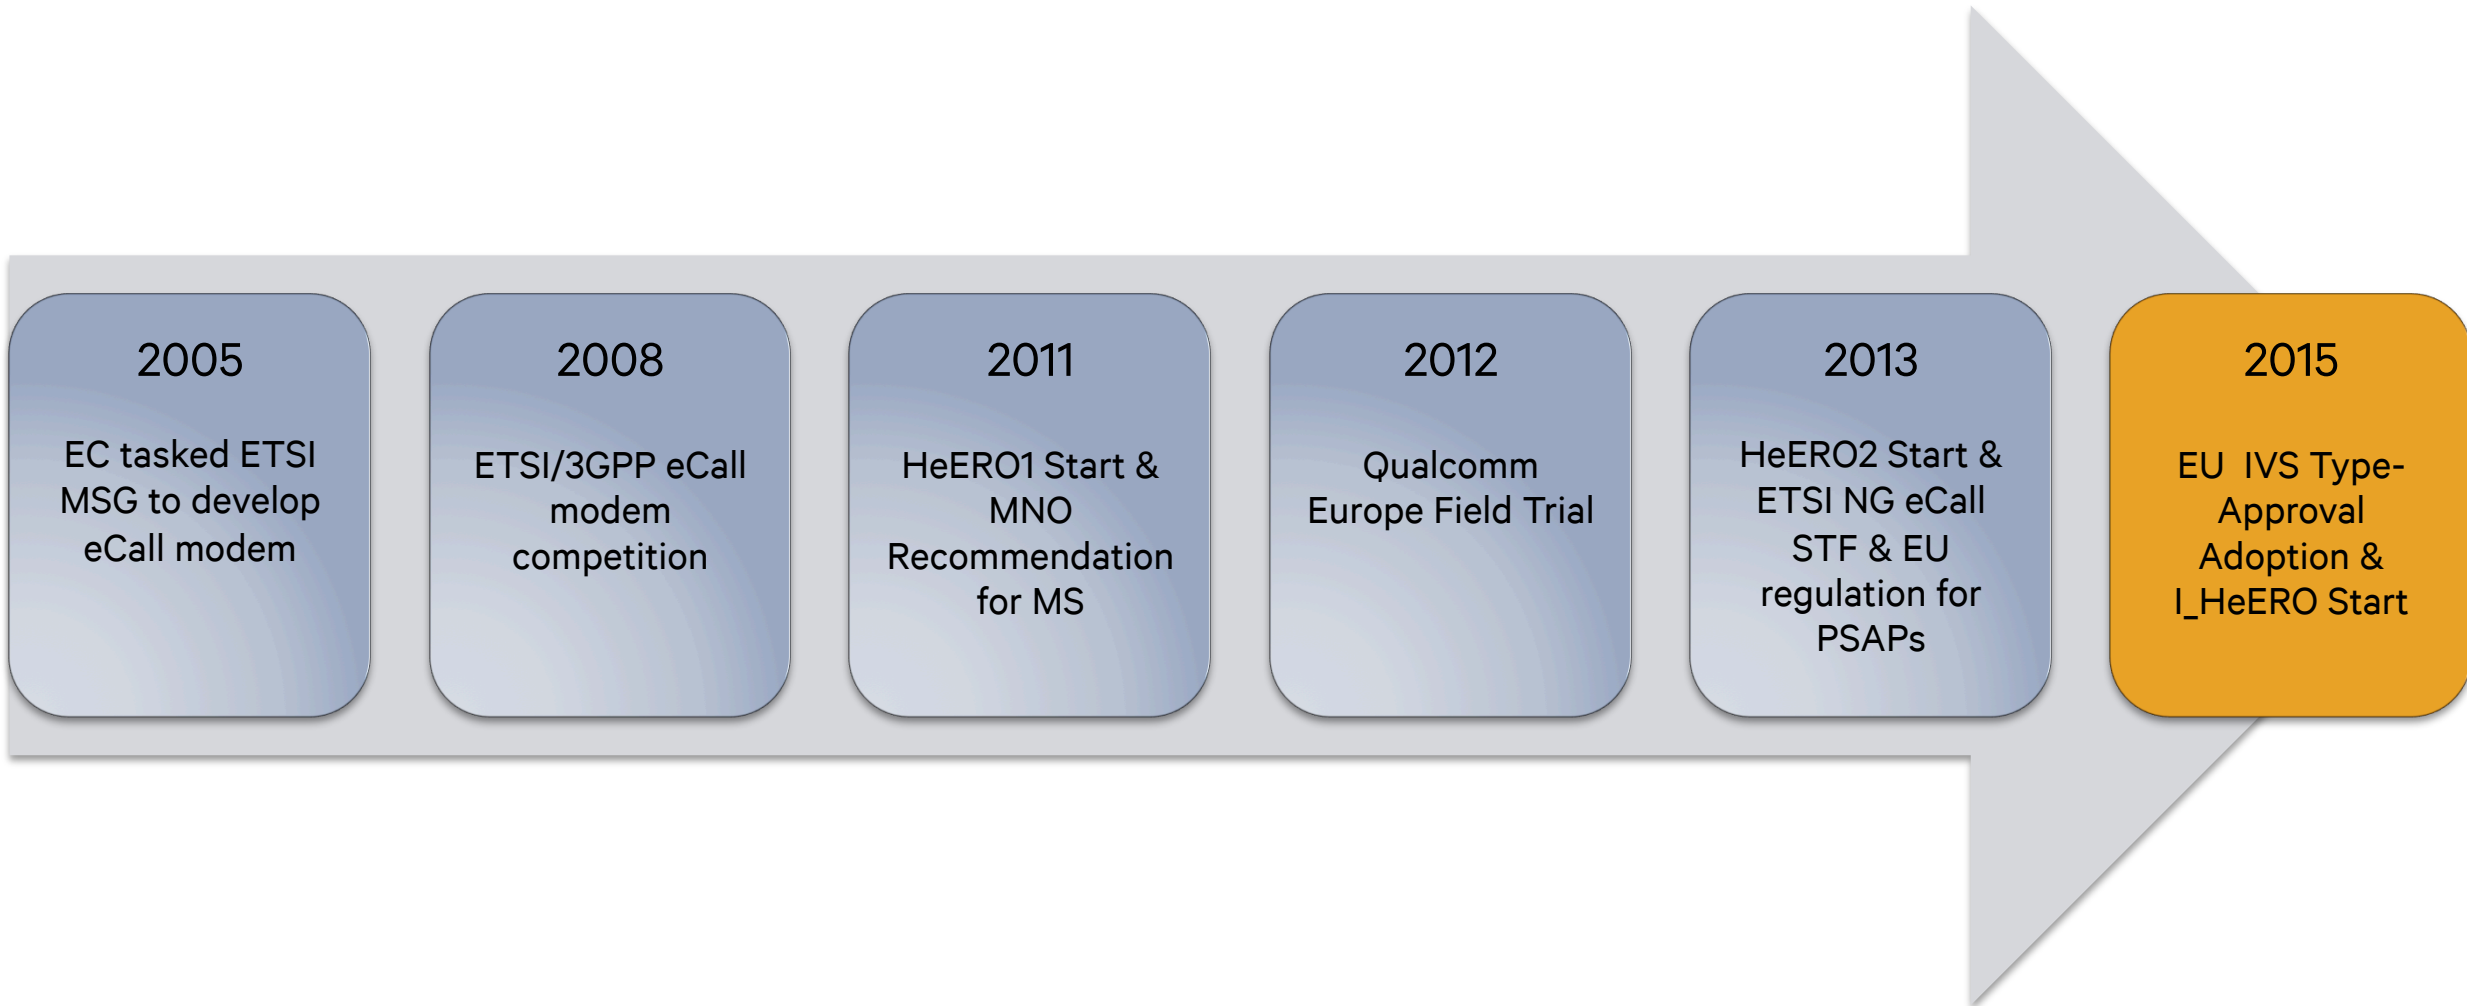 2005
EC tasked ETSI
MSG to develop
eCall modem
2008
ETSI/3GPP eCall
modem
competition
2011
HeERO1 Start &
MNO
Recommendation
for MS
2012
Qualcomm
Europe Field Trial
2013
HeERO2 Start &
ETSI NG eCall
STF & EU
regulation for
PSAPs
2015
EU  IVS Type-
Approval
Adoption &
I_HeERO Start